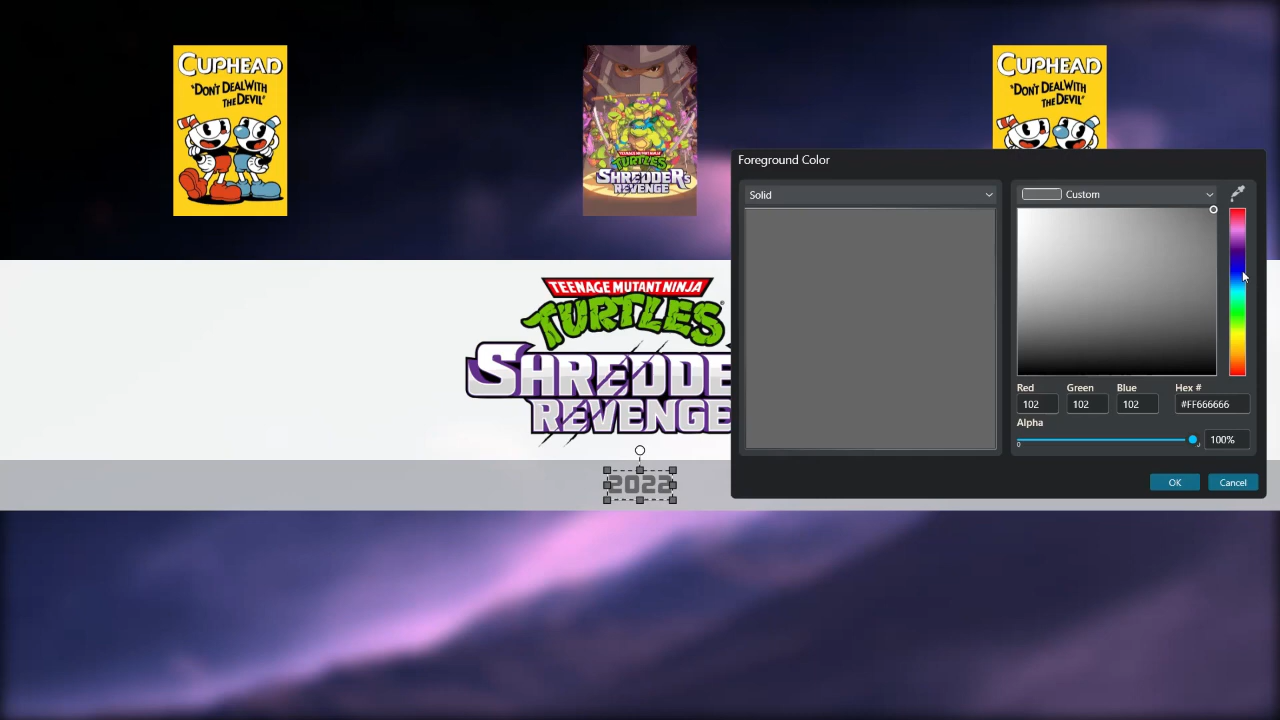 CUPHEAD
"DON'T DEAL WITH
THE DEVIL"
TEENAGE MUTANT NINJA
TURTLES
SHREDDER'S
REVENGE
CUPHEAD
"DON'T DEAL WITH
THE DEVIL"
Foreground Color
Solid
Custom
Red
Green
Blue
Hex #
102
102
102
#FF666666
Alpha
0
100%
OK
Cancel
TEENAGE MUTANT NINJA
TURTLES
SHREDDE
REVENGE
2022